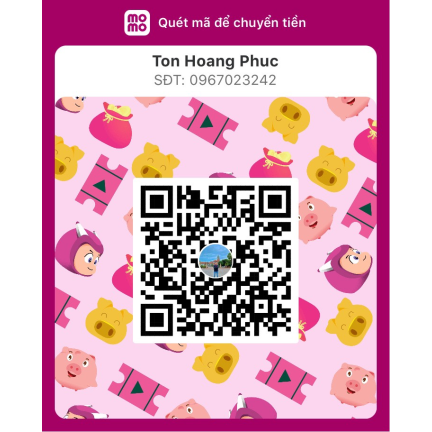 mo
mo
Quét mã để chuyển tiền
Ton Hoang Phuc
SĐT: 0967023242